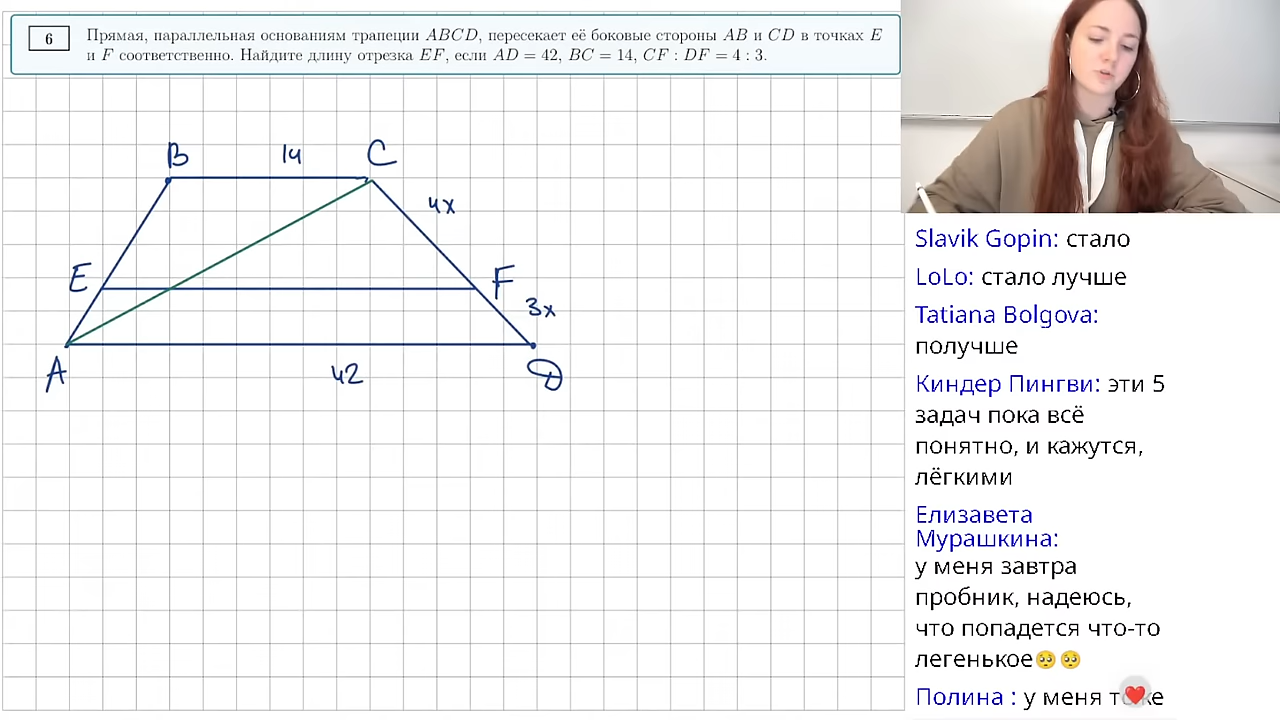 6
Прямая, параллельная основаниям трапеции ABCD, пересекает её боковые стороны AB и CD в точках E
и F соответственно. Найдите длину отрезка EF, если AD = 42, BC = 14, CF : DF = 4 : 3.
B 14 C
4x
E F
3x
A 42 D
Slavik Gopin: стало
LoLo: стало лучше
Tatiana Bolgova:
получше
Киндер Пингви: эти 5
задач пока всё
понятно, и кажутся,
лёгкими
Елизавета
Мурашкина:
у меня завтра
пробник, надеюсь,
что попадется что-то
легенькое🥺🥺
Полина : у меня